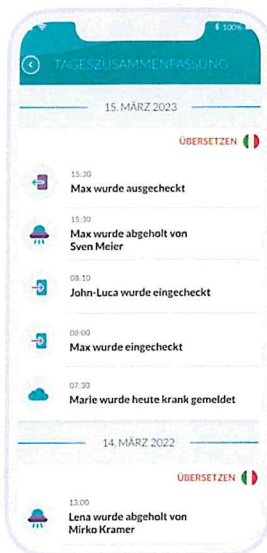 100%
TAGESZUSAMMENFASSUNG
15. MÄRZ 2023
ÜBERSETZEN
15:30
Max wurde ausgecheckt
15:30
Max wurde abgeholt von
Sven Meier
08:10
John-Luca wurde eingecheckt
08:00
Max wurde eingecheckt
07:30
Marie wurde heute krank gemeldet
14. MÄRZ 2022
ÜBERSETZEN
13:00
Lena wurde abgeholt von
Mirko Kramer